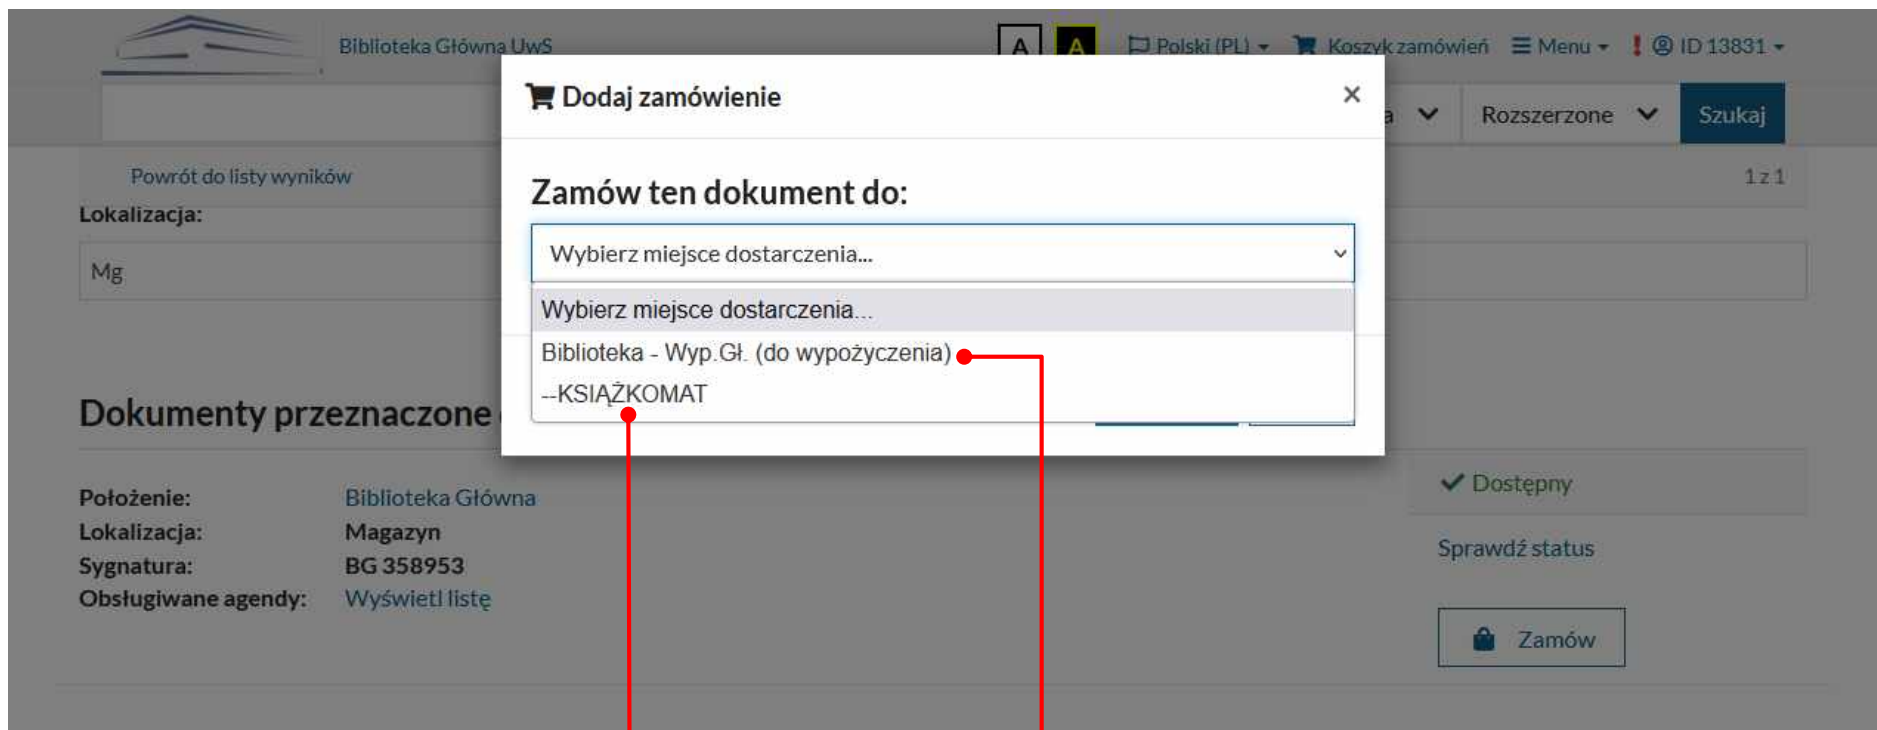 Biblioteka Główna UwS
A A Polski (PL) Koszyk zamówień Menu ! ID 13831
Dodaj zamówienie ×
a Rozszerzone Szukaj
Powrót do listy wyników 1 z 1
Zamów ten dokument do:
Lokalizacja:
Wybierz miejsce dostarczenia...
Mg
Wybierz miejsce dostarczenia...
Biblioteka - Wyp.Gł. (do wypożyczenia)
--KSIĄŻKOMAT
Dokumenty przeznaczone
Położenie: Biblioteka Główna
Dostępny
Lokalizacja: Magazyn
Sygnatura: BG 358953
Sprawdź status
Obsługiwane agendy: Wyświetl listę
Zamów